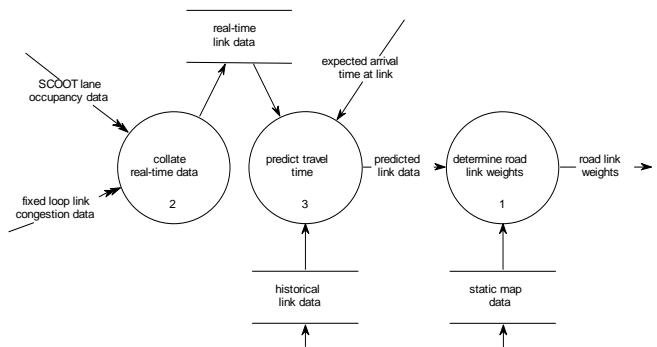 real-time
link data
SCOOT lane
occupancy data
expected arrival
time at link
collate
real-time data
2
predict travel
time
3
predicted
link data
determine road
link weights
1
road link
weights
fixed loop link
congestion data
historical
link data
static map
data